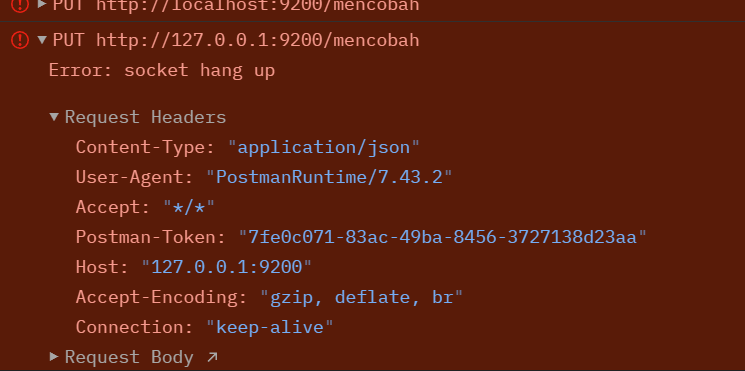 PUT http://localhost:9200/mencobah
PUT http://127.0.0.1:9200/mencobah
Error: socket hang up
Request Headers
Content-Type: "application/json"
User-Agent: "PostmanRuntime/7.43.2"
Accept: "*/*"
Postman-Token: "7fe0c071-83ac-49ba-8456-3727138d23aa"
Host: "127.0.0.1:9200"
Accept-Encoding: "gzip, deflate, br"
Connection: "keep-alive"
Request Body ↗